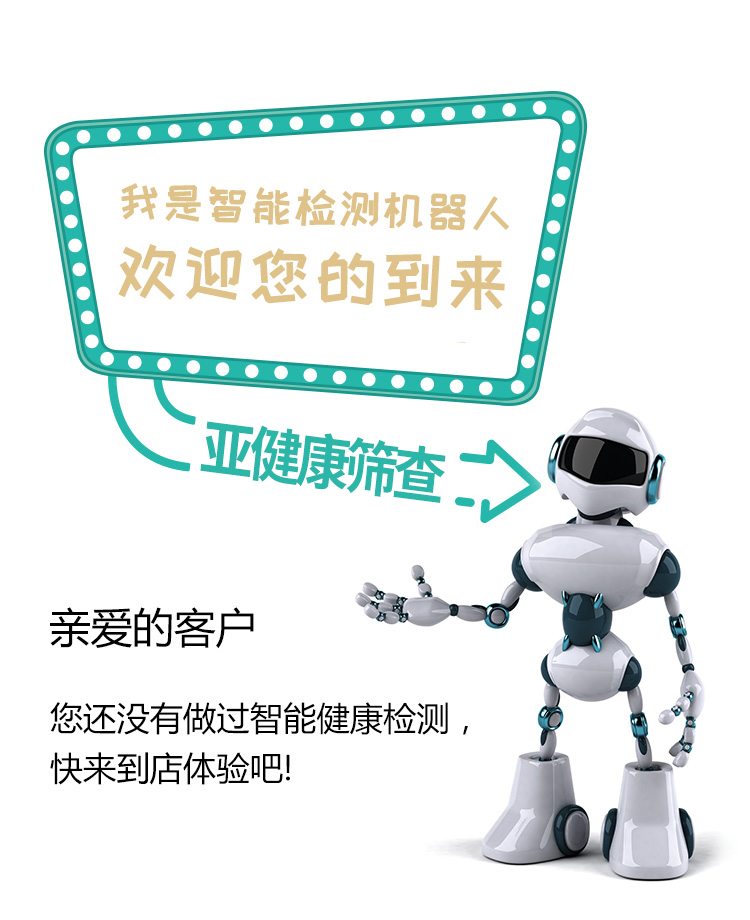 我是智能检测机器人
欢迎您的到来
亚健康筛查
亲爱的客户
您还没有做过智能健康检测，
快来到店体验吧!